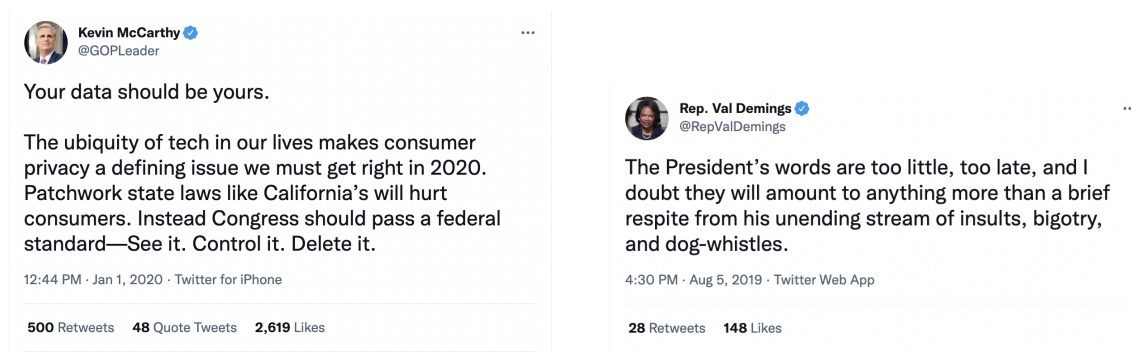 Kevin McCarthy
@GOPLeader
Your data should be yours.
The ubiquity of tech in our lives makes consumer
privacy a defining issue we must get right in 2020.
Patchwork state laws like California’s will hurt
consumers. Instead Congress should pass a federal
standard—See it. Control it. Delete it.
12:44 PM · Jan 1, 2020 · Twitter for iPhone
500 Retweets 48 Quote Tweets 2,619 Likes
Rep. Val Demings
@RepValDemings
The President’s words are too little, too late, and I
doubt they will amount to anything more than a brief
respite from his unending stream of insults, bigotry,
and dog-whistles.
4:30 PM · Aug 5, 2019 · Twitter Web App
28 Retweets 148 Likes